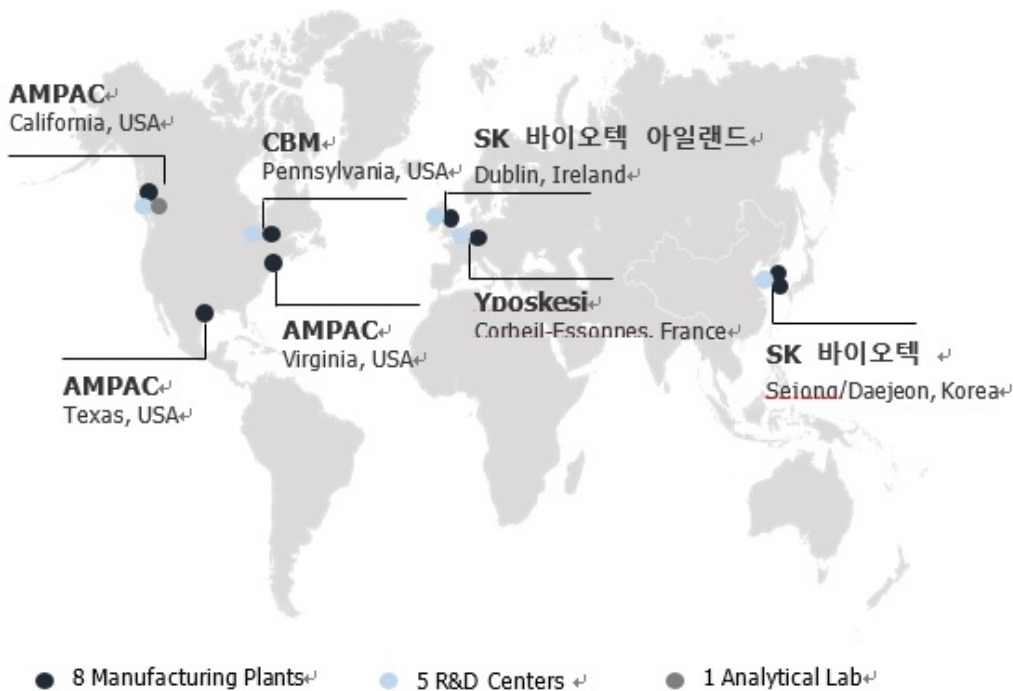 AMPAC
California, USA
CBM
Pennsylvania, USA
SK 바이오텍 아일랜드
Dublin, Ireland
AMPAC
Texas, USA
AMPAC
Virginia, USA
Yposkesi
Corbeil-Essonnes, France
SK 바이오텍
Sejong/Daejeon, Korea
8 Manufacturing Plants
5 R&D Centers
1 Analytical Lab